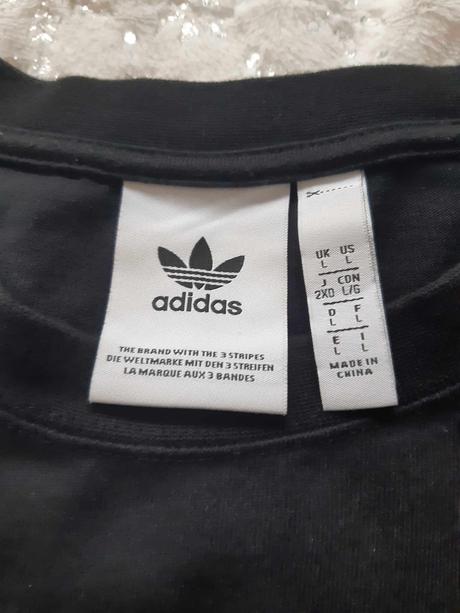 adidas
THE BRAND WITH THE 3 STRIPES
DIE WELTMARKE MIT DEN 3 STREIFEN
LA MARQUE AUX 3 BANDES
UK US
L L
J CDN
2XO L/G
D F
L L
E I
L L
MADE IN
CHINA